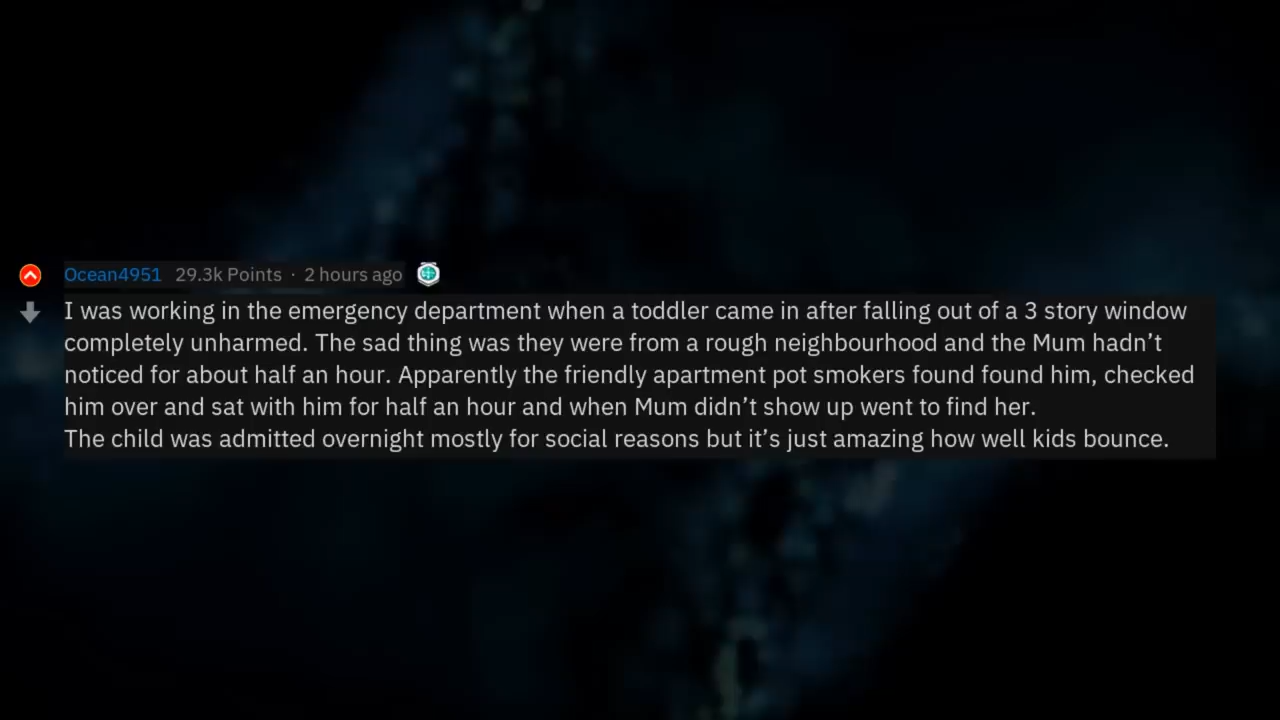 Ocean4951 29.3k Points · 2 hours ago
I was working in the emergency department when a toddler came in after falling out of a 3 story window
completely unharmed. The sad thing was they were from a rough neighbourhood and the Mum hadn’t
noticed for about half an hour. Apparently the friendly apartment pot smokers found found him, checked
him over and sat with him for half an hour and when Mum didn’t show up went to find her.
The child was admitted overnight mostly for social reasons but it’s just amazing how well kids bounce.